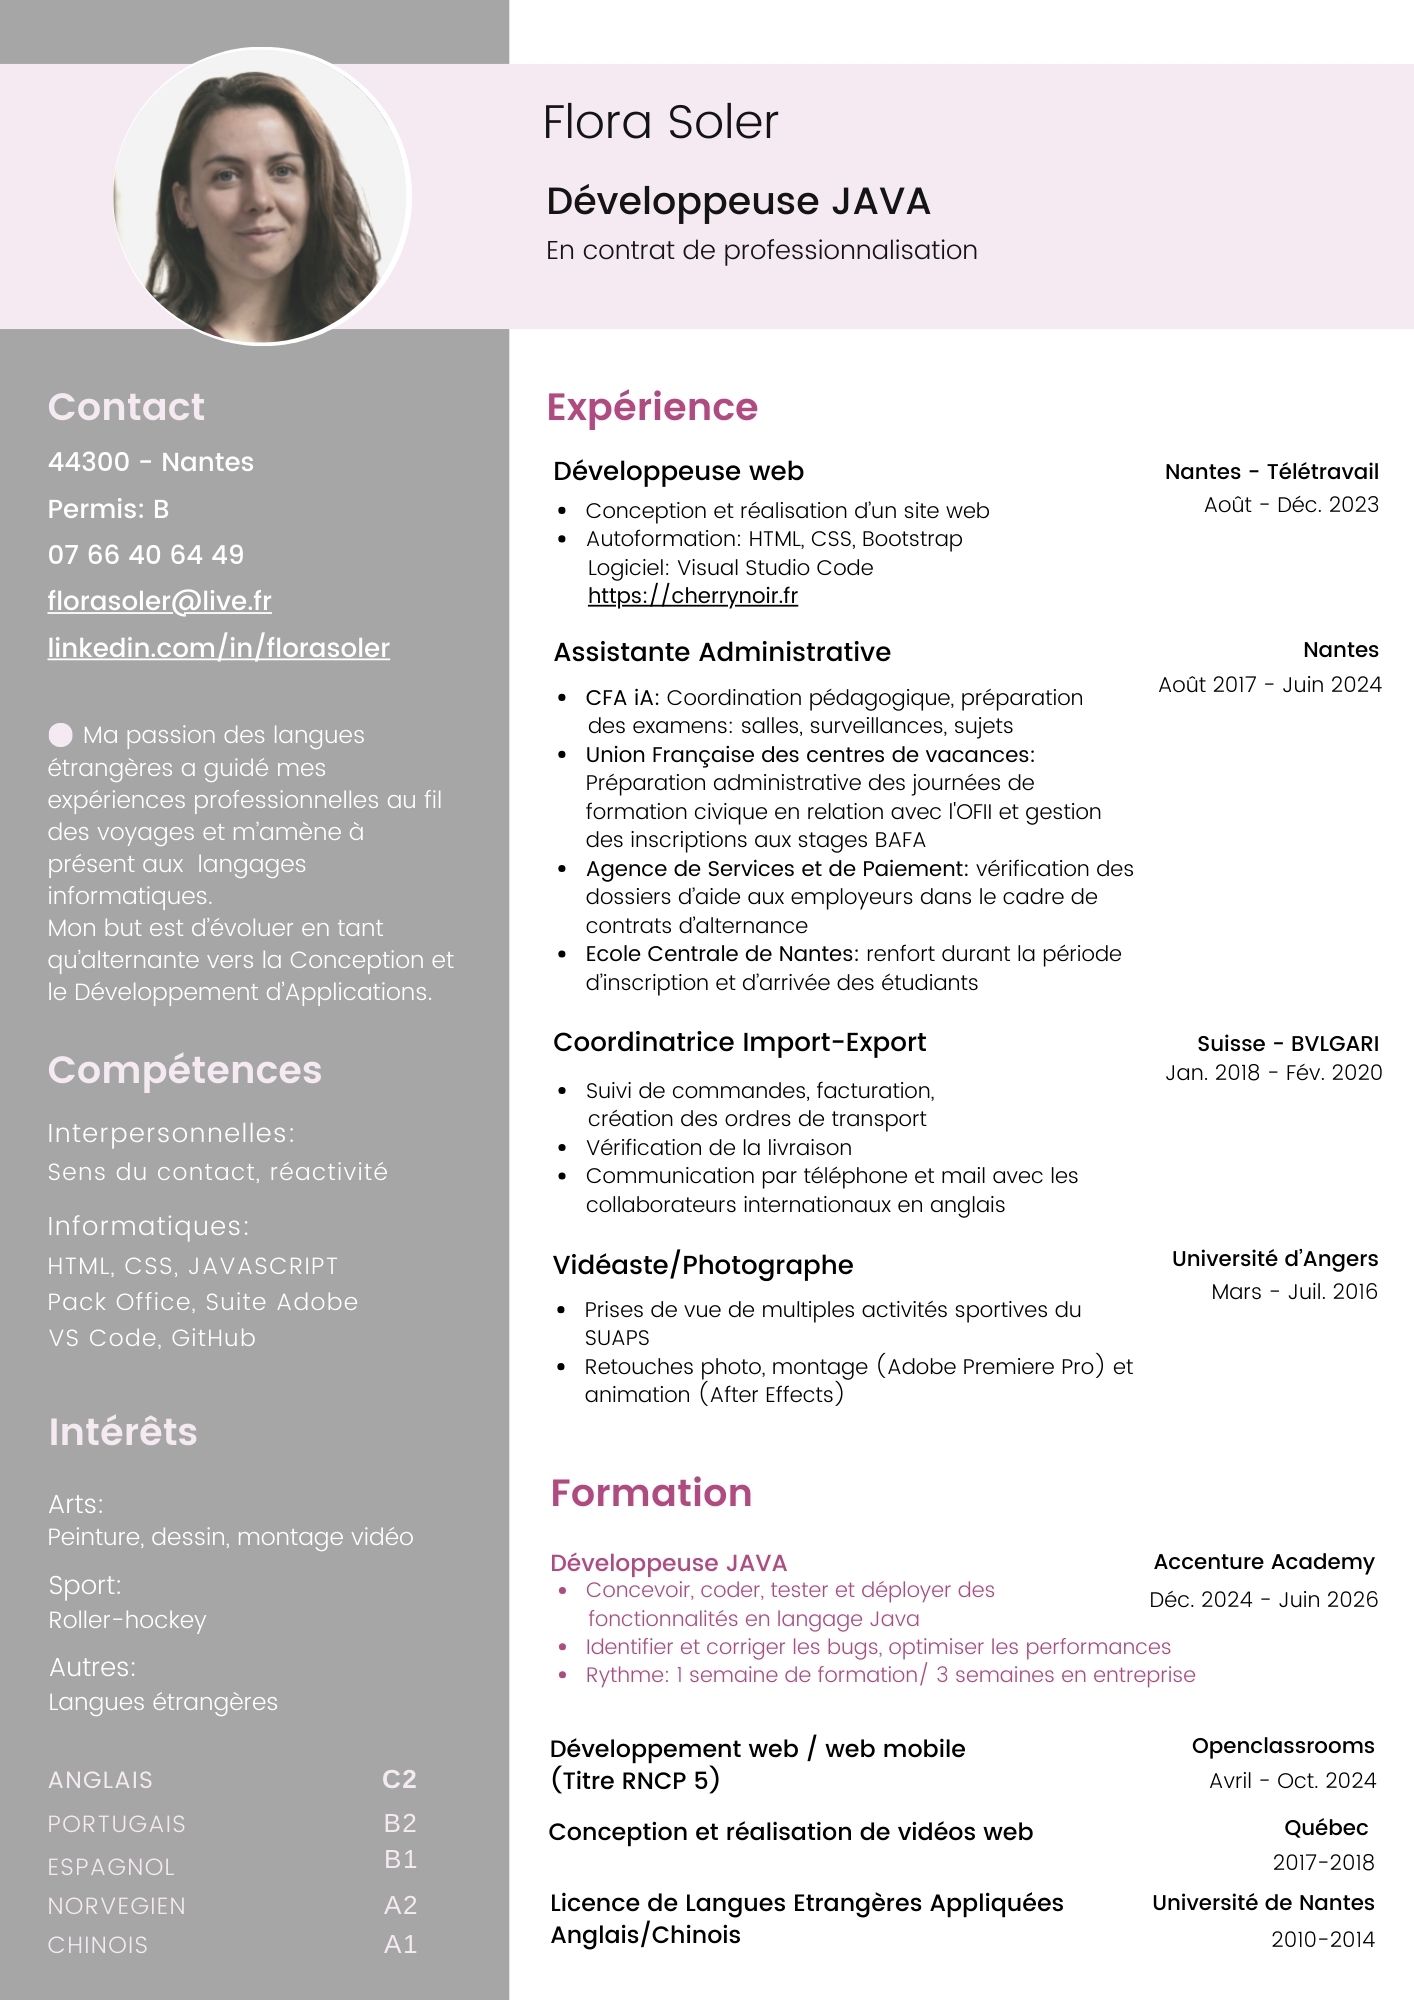 Flora Soler
Développeuse JAVA
En contrat de professionnalisation
Contact
44300 - Nantes
Permis: B
07 66 40 64 49
florasoler@live.fr
linkedin.com/in/florasoler
Ma passion des langues
étrangères a guidé mes
expériences professionnelles au fil
des voyages et m’amène à
présent aux  langages
informatiques.
Mon but est d’évoluer en tant
qu’alternante vers la Conception et
le Développement d’Applications.
Compétences
Interpersonnelles:
Sens du contact, réactivité
Informatiques:
HTML, CSS, JAVASCRIPT
Pack Office, Suite Adobe
VS Code, GitHub
Intérêts
Arts:
Peinture, dessin, montage vidéo
Sport:
Roller-hockey
Autres:
Langues étrangères
ANGLAIS C2
PORTUGAIS B2
ESPAGNOL B1
NORVEGIEN A2
CHINOIS A1
Expérience
Développeuse web
Nantes - Télétravail
Août - Déc. 2023
• Conception et réalisation d’un site web
• Autoformation: HTML, CSS, Bootstrap
Logiciel: Visual Studio Code
https://cherrynoir.fr
Assistante Administrative
Nantes
Août 2017 - Juin 2024
• CFA iA: Coordination pédagogique, préparation
des examens: salles, surveillances, sujets
• Union Française des centres de vacances:
Préparation administrative des journées de
formation civique en relation avec l'OFII et gestion
des inscriptions aux stages BAFA
• Agence de Services et de Paiement: vérification des
dossiers d’aide aux employeurs dans le cadre de
contrats d’alternance
• Ecole Centrale de Nantes: renfort durant la période
d’inscription et d’arrivée des étudiants
Coordinatrice Import-Export
Suisse - BVLGARI
Jan. 2018 - Fév. 2020
• Suivi de commandes, facturation,
création des ordres de transport
• Vérification de la livraison
• Communication par téléphone et mail avec les
collaborateurs internationaux en anglais
Vidéaste/Photographe
Université d’Angers
Mars - Juil. 2016
• Prises de vue de multiples activités sportives du
SUAPS
• Retouches photo, montage (Adobe Premiere Pro) et
animation (After Effects)
Formation
Développeuse JAVA
Accenture Academy
Déc. 2024 - Juin 2026
• Concevoir, coder, tester et déployer des
fonctionnalités en langage Java
• Identifier et corriger les bugs, optimiser les performances
• Rythme: 1 semaine de formation/ 3 semaines en entreprise
Développement web / web mobile
(Titre RNCP 5)
Openclassrooms
Avril - Oct. 2024
Conception et réalisation de vidéos web
Québec
2017-2018
Licence de Langues Etrangères Appliquées
Anglais/Chinois
Université de Nantes
2010-2014